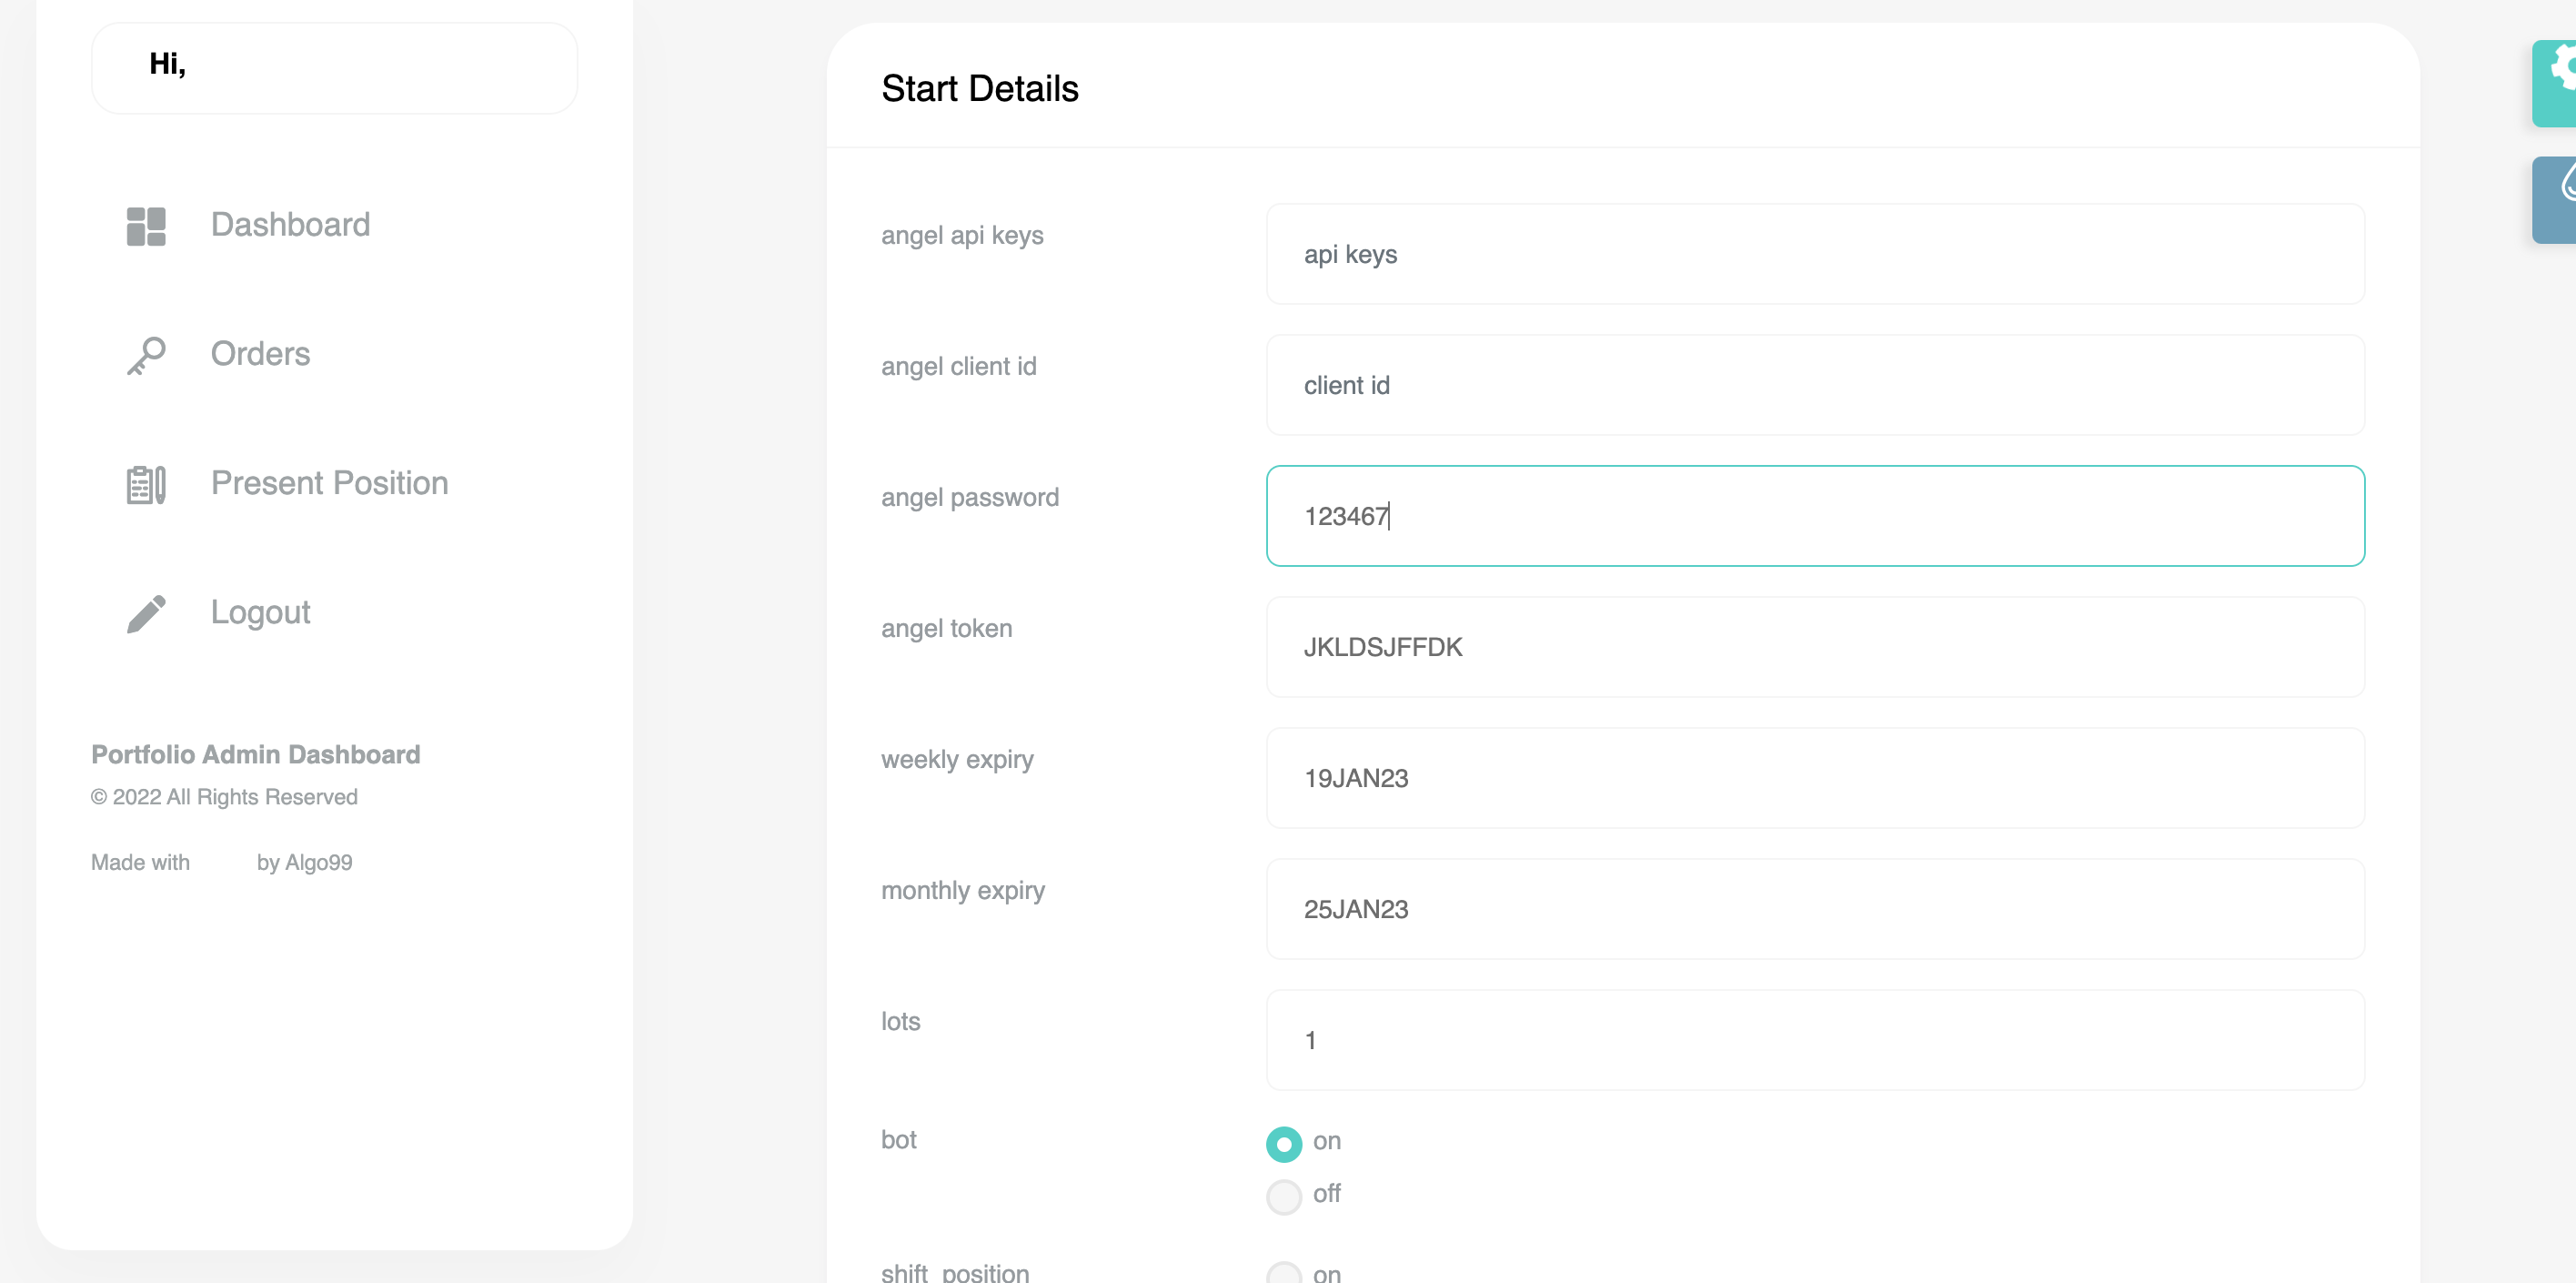 Hi,
Dashboard
Orders
Present Position
Logout
Portfolio Admin Dashboard
© 2022 All Rights Reserved
Made with by Algo99
Start Details
angel api keys
api keys
angel client id
client id
angel password
123467
angel token
JKLDSJFFDK
weekly expiry
19JAN23
monthly expiry
25JAN23
lots
1
bot
on
off
shift_position
on